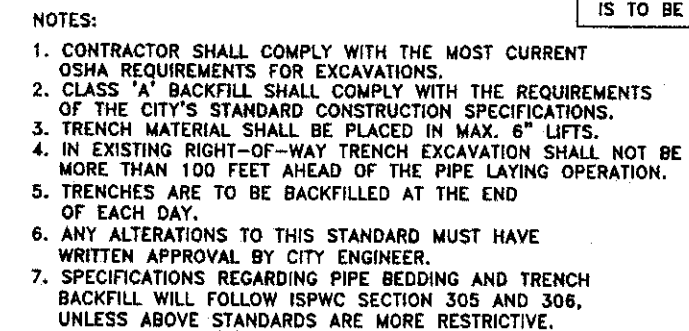 IS TO BE
NOTES:
1. CONTRACTOR SHALL COMPLY WITH THE MOST CURRENT
OSHA REQUIREMENTS FOR EXCAVATIONS.
2. CLASS 'A' BACKFILL SHALL COMPLY WITH THE REQUIREMENTS
OF THE CITY'S STANDARD CONSTRUCTION SPECIFICATIONS.
3. TRENCH MATERIAL SHALL BE PLACED IN MAX. 6" LIFTS.
4. IN EXISTING RIGHT-OF-WAY TRENCH EXCAVATION SHALL NOT BE
MORE THAN 100 FEET AHEAD OF THE PIPE LAYING OPERATION.
5. TRENCHES ARE TO BE BACKFILLED AT THE END
OF EACH DAY.
6. ANY ALTERATIONS TO THIS STANDARD MUST HAVE
WRITTEN APPROVAL BY CITY ENGINEER.
7. SPECIFICATIONS REGARDING PIPE BEDDING AND TRENCH
BACKFILL WILL FOLLOW ISPWC SECTION 305 AND 306,
UNLESS ABOVE STANDARDS ARE MORE RESTRICTIVE.